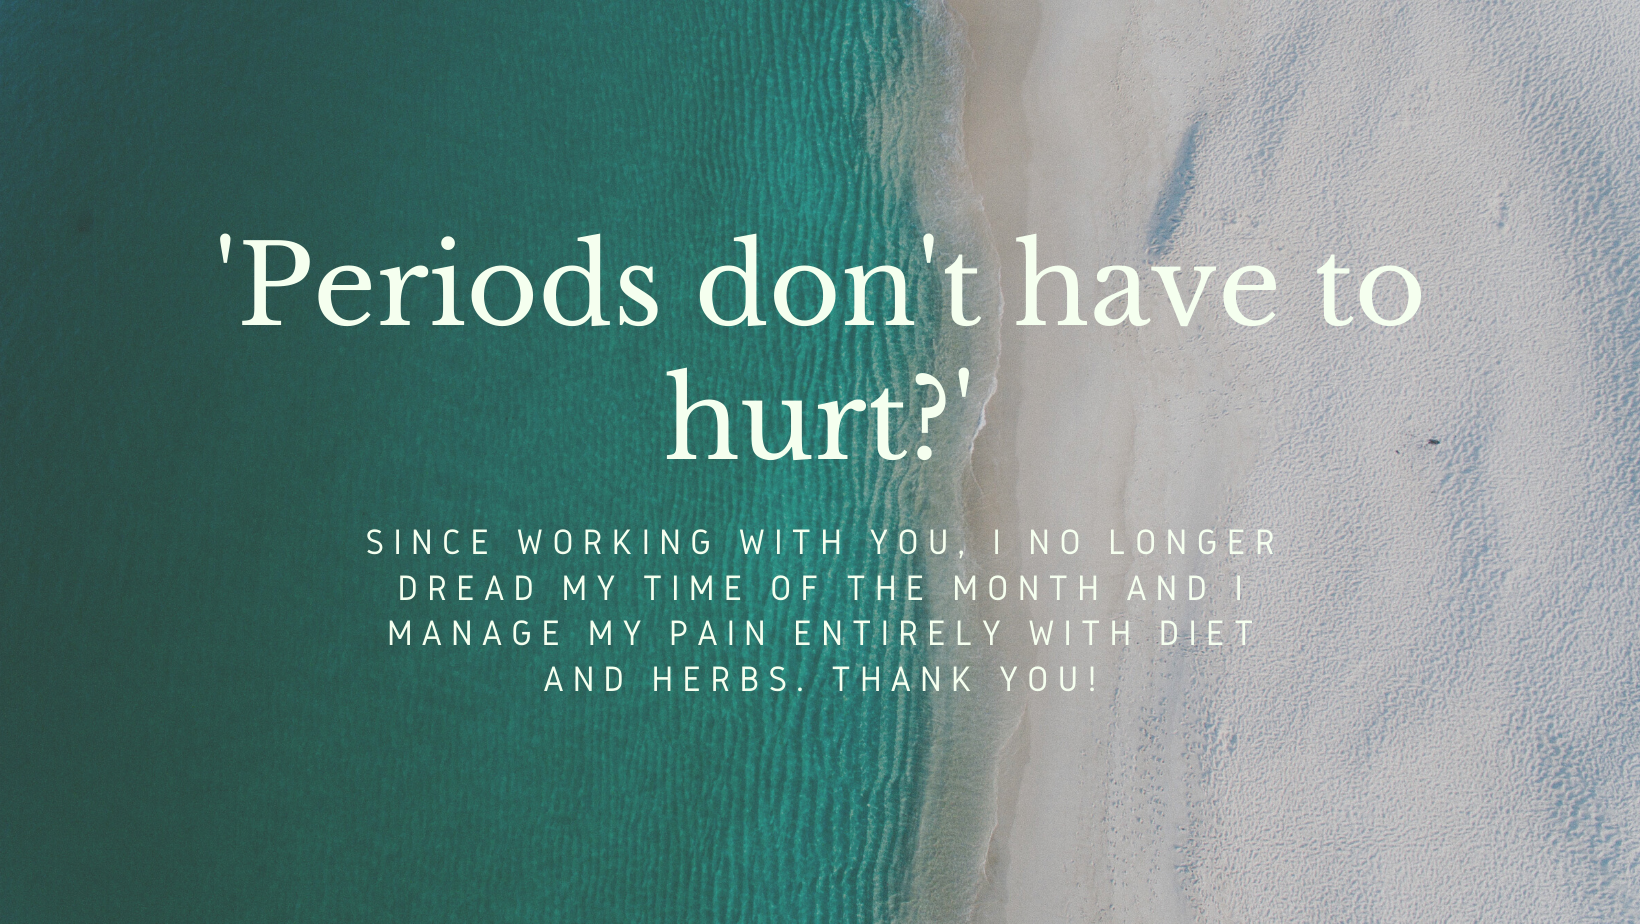 'Periods don't have to
hurt?'
SINCE WORKING WITH YOU, I NO LONGER
DREAD MY TIME OF THE MONTH AND I
MANAGE MY PAIN ENTIRELY WITH DIET
AND HERBS. THANK YOU!